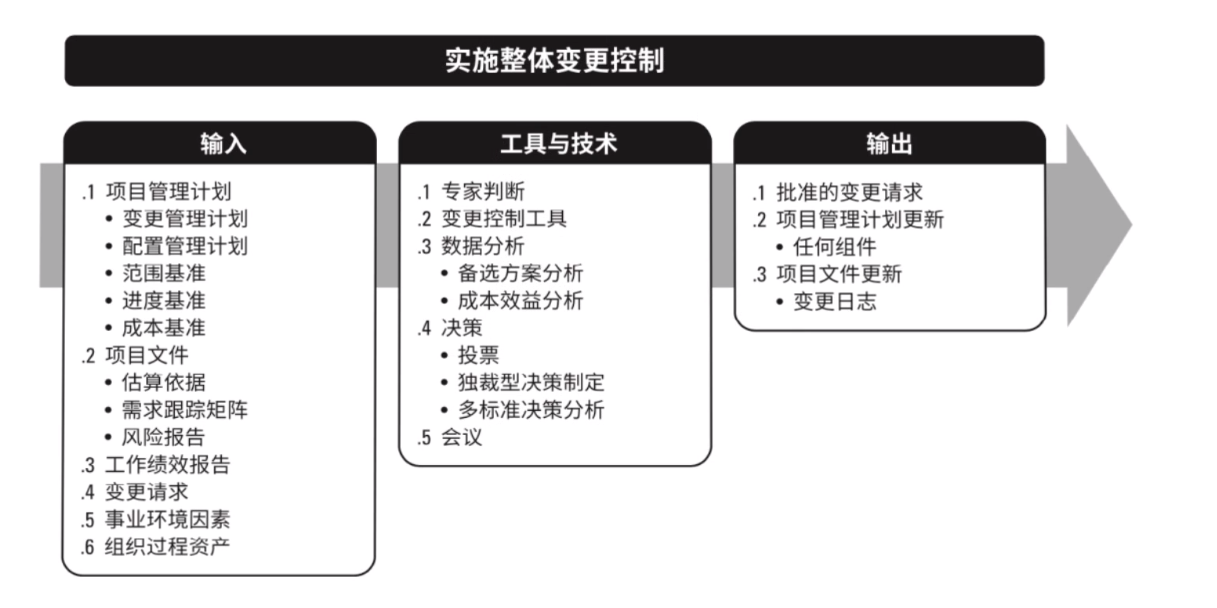 实施整体变更控制
输入
.1 项目管理计划
• 变更管理计划
• 配置管理计划
• 范围基准
• 进度基准
• 成本基准
.2 项目文件
• 估算依据
• 需求跟踪矩阵
• 风险报告
.3 工作绩效报告
.4 变更请求
.5 事业环境因素
.6 组织过程资产
工具与技术
.1 专家判断
.2 变更控制工具
.3 数据分析
• 备选方案分析
• 成本效益分析
.4 决策
• 投票
• 独裁型决策制定
• 多标准决策分析
.5 会议
输出
.1 批准的变更请求
.2 项目管理计划更新
• 任何组件
.3 项目文件更新
• 变更日志